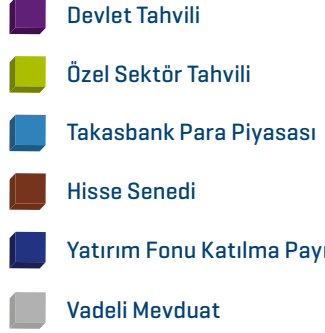 Devlet Tahvili
Özel Sektör Tahvili
Takasbank Para Piyasası
Hisse Senedi
Yatırım Fonu Katılma Payı
Vadeli Mevduat